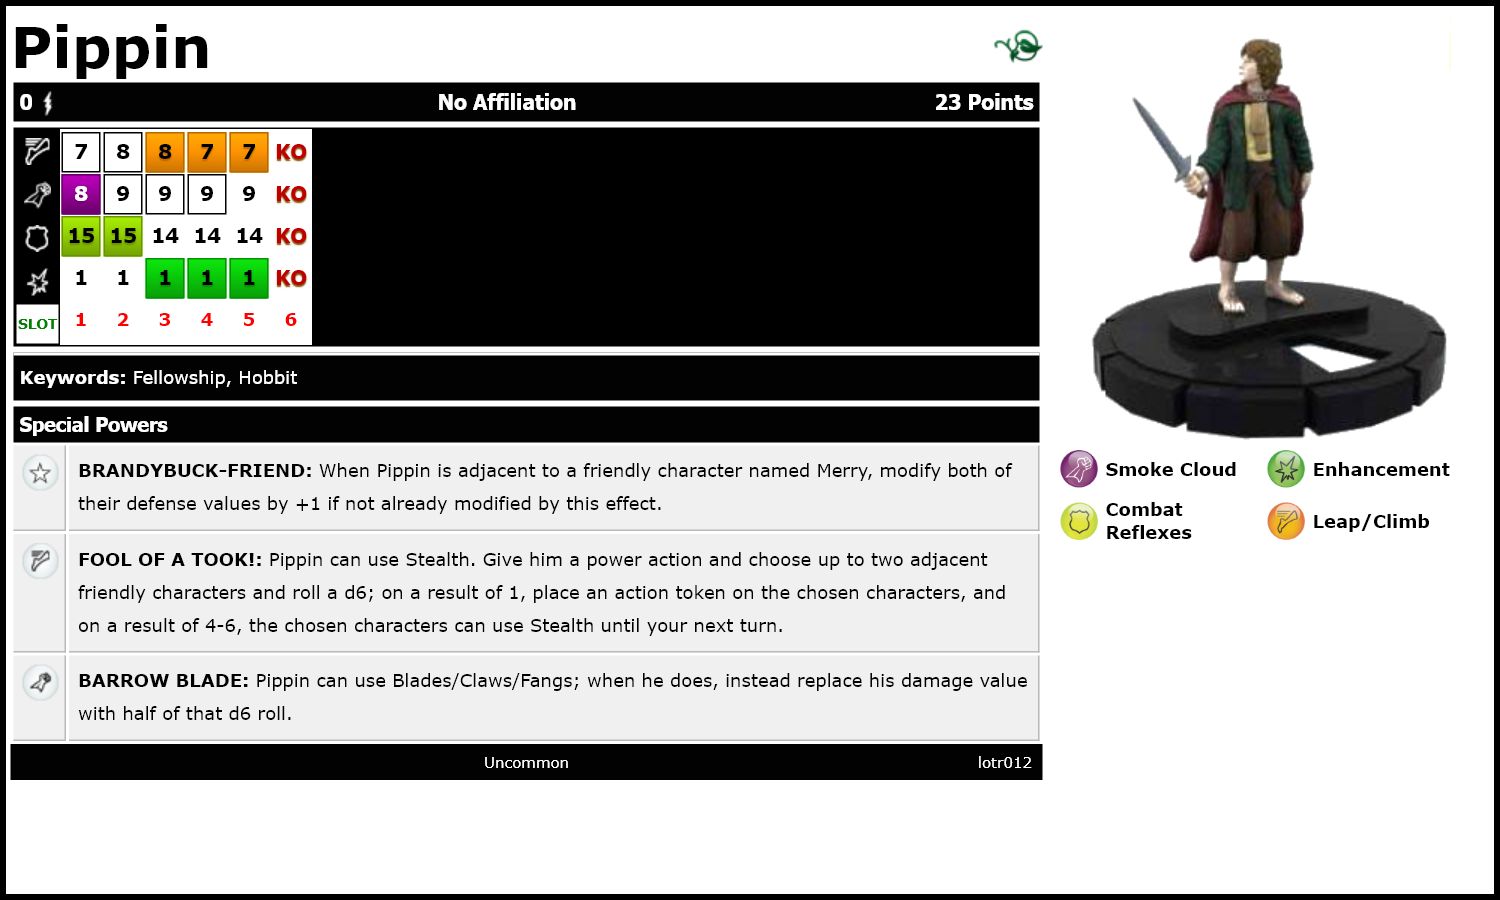 Pippin
0 No Affiliation 23 Points
7 8 8 7 7 KO
8 9 9 9 9 KO
15 15 14 14 14 KO
1 1 1 1 1 KO
SLOT 1 2 3 4 5 6
Keywords: Fellowship, Hobbit
Special Powers
BRANDYBUCK-FRIEND: When Pippin is adjacent to a friendly character named Merry, modify both of
their defense values by +1 if not already modified by this effect.
FOOL OF A TOOK!: Pippin can use Stealth. Give him a power action and choose up to two adjacent
friendly characters and roll a d6; on a result of 1, place an action token on the chosen characters, and
on a result of 4-6, the chosen characters can use Stealth until your next turn.
BARROW BLADE: Pippin can use Blades/Claws/Fangs; when he does, instead replace his damage value
with half of that d6 roll.
Uncommon lotr012
Smoke Cloud Enhancement
Combat
Reflexes
Leap/Climb